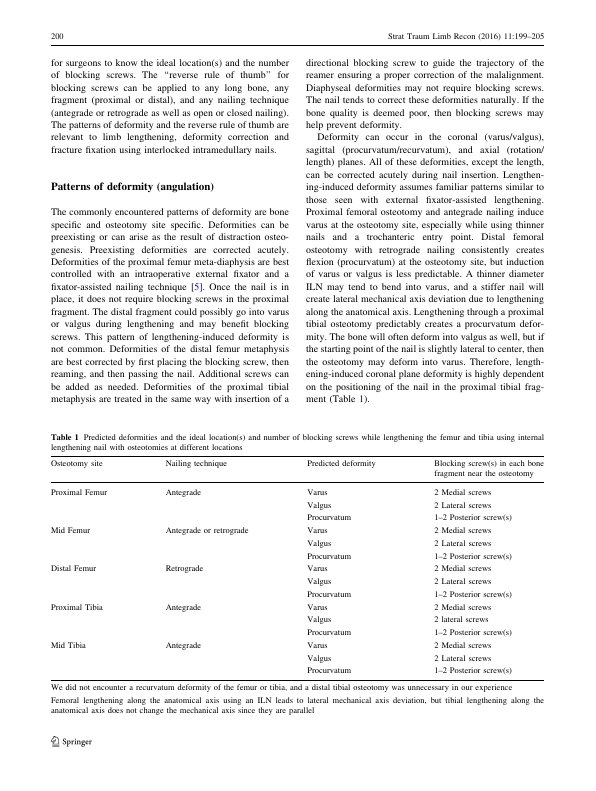 200
Strat Traum Limb Recon (2016) 11:199–205
for surgeons to know the ideal location(s) and the number
of blocking screws. The “reverse rule of thumb” for
blocking screws can be applied to any long bone, any
fragment (proximal or distal), and any nailing technique
(antegrade or retrograde as well as open or closed nailing).
The patterns of deformity and the reverse rule of thumb are
relevant to limb lengthening, deformity correction and
fracture fixation using interlocked intramedullary nails.
Patterns of deformity (angulation)
The commonly encountered patterns of deformity are bone
specific and osteotomy site specific. Deformities can be
preexisting or can arise as the result of distraction osteo-
genesis. Preexisting deformities are corrected acutely.
Deformities of the proximal femur meta-diaphysis are best
controlled with an intraoperative external fixator and a
fixator-assisted nailing technique [5]. Once the nail is in
place, it does not require blocking screws in the proximal
fragment. The distal fragment could possibly go into varus
or valgus during lengthening and may benefit blocking
screws. This pattern of lengthening-induced deformity is
not common. Deformities of the distal femur metaphysis
are best corrected by first placing the blocking screw, then
reaming, and then passing the nail. Additional screws can
be added as needed. Deformities of the proximal tibial
metaphysis are treated in the same way with insertion of a
directional blocking screw to guide the trajectory of the
reamer ensuring a proper correction of the malalignment.
Diaphyseal deformities may not require blocking screws.
The nail tends to correct these deformities naturally. If the
bone quality is deemed poor, then blocking screws may
help prevent deformity.
Deformity can occur in the coronal (varus/valgus),
sagittal (procurvatum/recurvatum), and axial (rotation/
length) planes. All of these deformities, except the length,
can be corrected acutely during nail insertion. Lengthen-
ing-induced deformity assumes familiar patterns similar to
those seen with external fixator-assisted lengthening.
Proximal femoral osteotomy and antegrade nailing induce
varus at the osteotomy site, especially while using thinner
nails and a trochanteric entry point. Distal femoral
osteotomy with retrograde nailing consistently creates
flexion (procurvatum) at the osteotomy site, but induction
of varus or valgus is less predictable. A thinner diameter
ILN may tend to bend into varus, and a stiffer nail will
create lateral mechanical axis deviation due to lengthening
along the anatomical axis. Lengthening through a proximal
tibial osteotomy predictably creates a procurvatum defor-
mity. The bone will often deform into valgus as well, but if
the starting point of the nail is slightly lateral to center, then
the osteotomy may deform into varus. Therefore, length-
ening-induced coronal plane deformity is highly dependent
on the positioning of the nail in the proximal tibial frag-
ment (Table 1).
Table 1 Predicted deformities and the ideal location(s) and number of blocking screws while lengthening the femur and tibia using internal
lengthening nail with osteotomies at different locations
Osteotomy site Nailing technique Predicted deformity Blocking screw(s) in each bone
fragment near the osteotomy
Proximal Femur Antegrade Varus 2 Medial screws
Valgus 2 Lateral screws
Procurvatum 1–2 Posterior screw(s)
Mid Femur Antegrade or retrograde Varus 2 Medial screws
Valgus 2 Lateral screws
Procurvatum 1–2 Posterior screw(s)
Distal Femur Retrograde Varus 2 Medial screws
Valgus 2 Lateral screws
Procurvatum 1–2 Posterior screw(s)
Proximal Tibia Antegrade Varus 2 Medial screws
Valgus 2 lateral screws
Procurvatum 1–2 Posterior screw(s)
Mid Tibia Antegrade Varus 2 Medial screws
Valgus 2 Lateral screws
Procurvatum 1–2 Posterior screw(s)
We did not encounter a recurvatum deformity of the femur or tibia, and a distal tibial osteotomy was unnecessary in our experience
Femoral lengthening along the anatomical axis using an ILN leads to lateral mechanical axis deviation, but tibial lengthening along the
anatomical axis does not change the mechanical axis since they are parallel
Springer